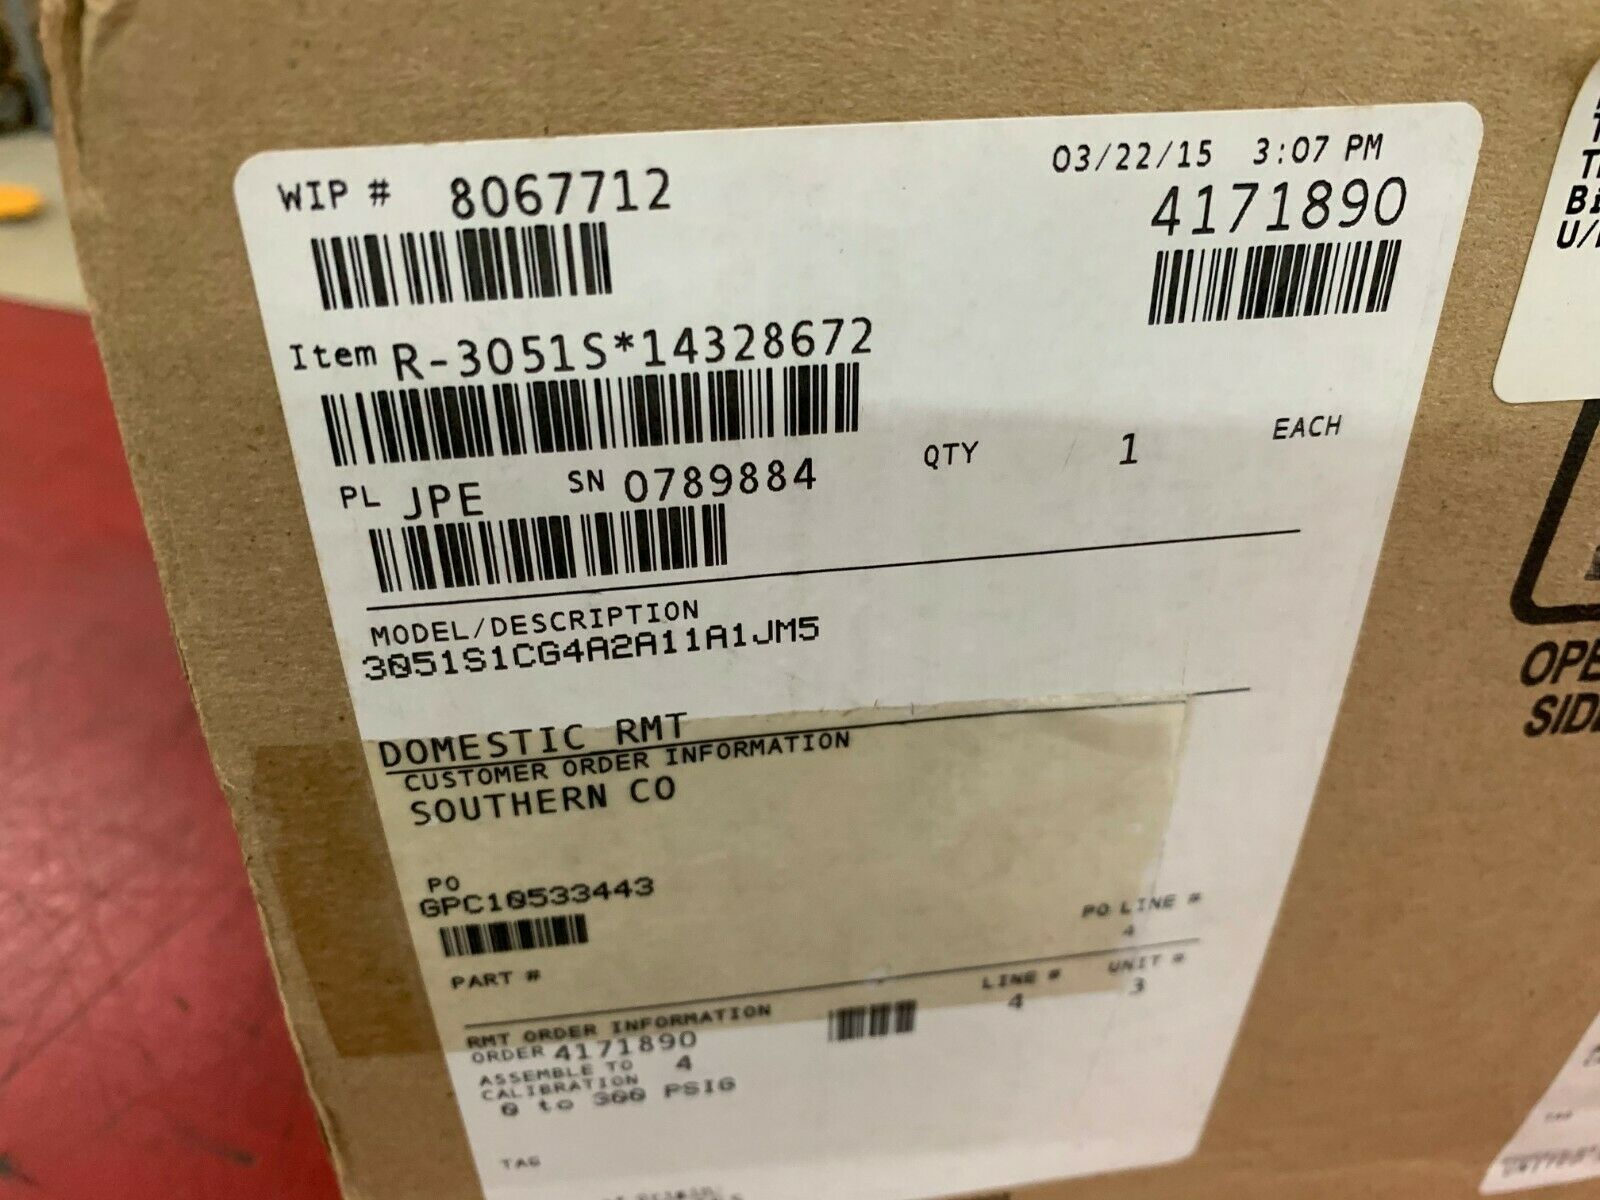 WIP # 8067712
03/22/15 3:07 PM
4171890
Item R-3051S*14328672
PL JPE SN 0789884
QTY 1 EACH
MODEL/DESCRIPTION
3051S1CG4A2A11A1JM5
DOMESTIC RMT
CUSTOMER ORDER INFORMATION
SOUTHERN CO
PO
GPC10533443
PO LINE #
4
PART #
RMT ORDER INFORMATION
LINE # UNIT #
4 3
ORDER 4171890
ASSEMBLE TO 4
CALIBRATION
0 to 300 PSIG
TAG
OPE
SID
Bi
U/